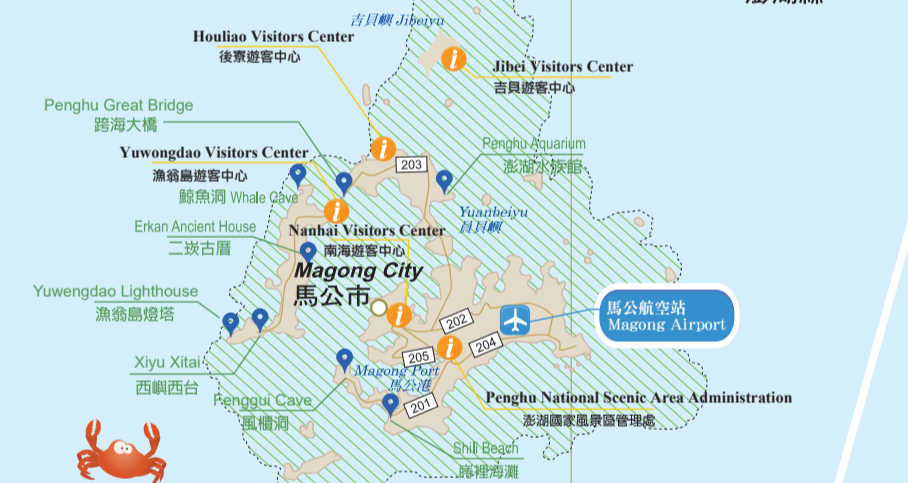 吉貝嶼 Jibeiyu
Houliao Visitors Center
後寮遊客中心
Jibei Visitors Center
吉貝遊客中心
Penghu Great Bridge
跨海大橋
Yuwongdao Visitors Center
漁翁島遊客中心
203
Penghu Aquarium
澎湖水族館
鯨魚洞 Whale Cave
Yuanbeiyu
員貝嶼
Erkan Ancient House
二崁古厝
Nanhai Visitors Center
南海遊客中心
Magong City
馬公市
Yuwengdao Lighthouse
漁翁島燈塔
馬公航空站
Magong Airport
202
204
205
Xiyu Xitai
西嶼西台
Magong Port
馬公港
Fenggui Cave
風櫃洞
201
Penghu National Scenic Area Administration
澎湖國家風景區管理處
Shili Beach
嵵裡海灘